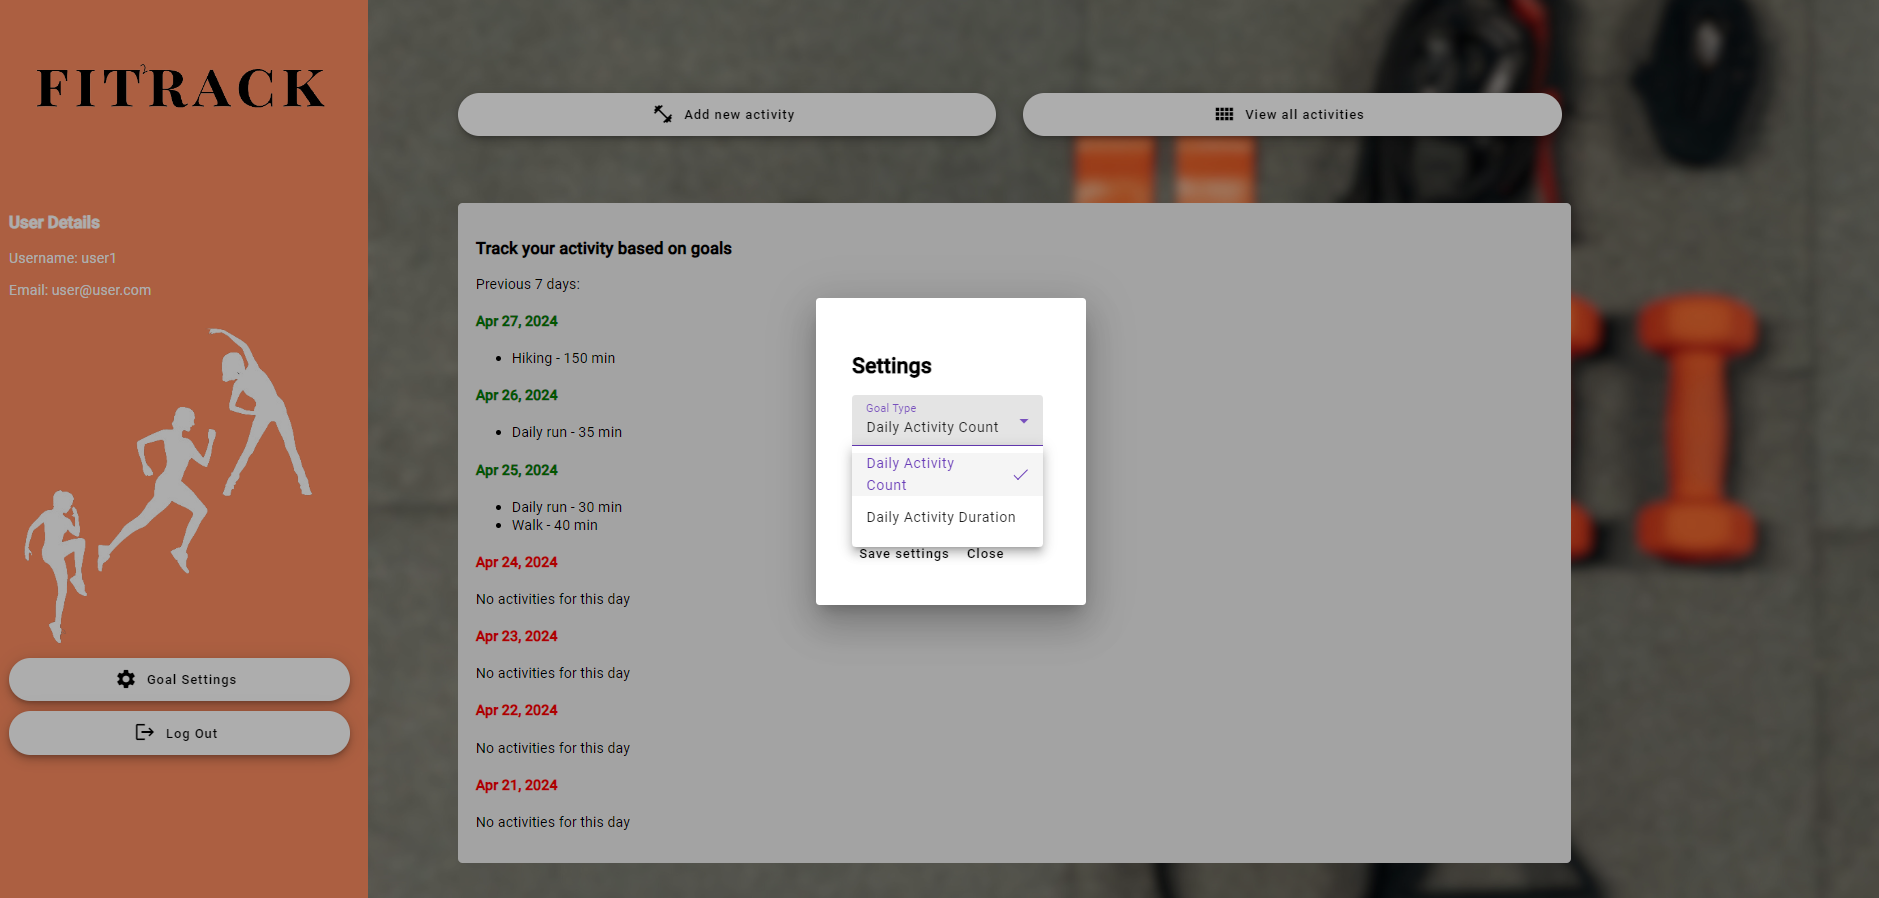 FIT2RACK
User Details
Username: user1
Email: user@user.com
Goal Settings
Log Out
Add new activity
View all activities
Track your activity based on goals
Previous 7 days:
Apr 27, 2024
Hiking - 150 min
Apr 26, 2024
Daily run - 35 min
Apr 25, 2024
Daily run - 30 min
Walk - 40 min
Apr 24, 2024
No activities for this day
Apr 23, 2024
No activities for this day
Apr 22, 2024
No activities for this day
Apr 21, 2024
No activities for this day
Settings
Goal Type
Daily Activity Count
Daily Activity
Count
Daily Activity Duration
Save settings Close